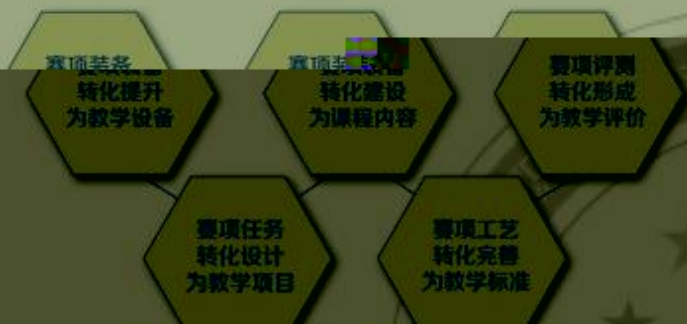 赛项装备
转化提升
为教学设备
赛项
转化建设
为课程内容
赛项评测
转化形成
为教学评价
赛项任务
转化设计
为教学项目
赛项工艺
转化完善
为教学标准